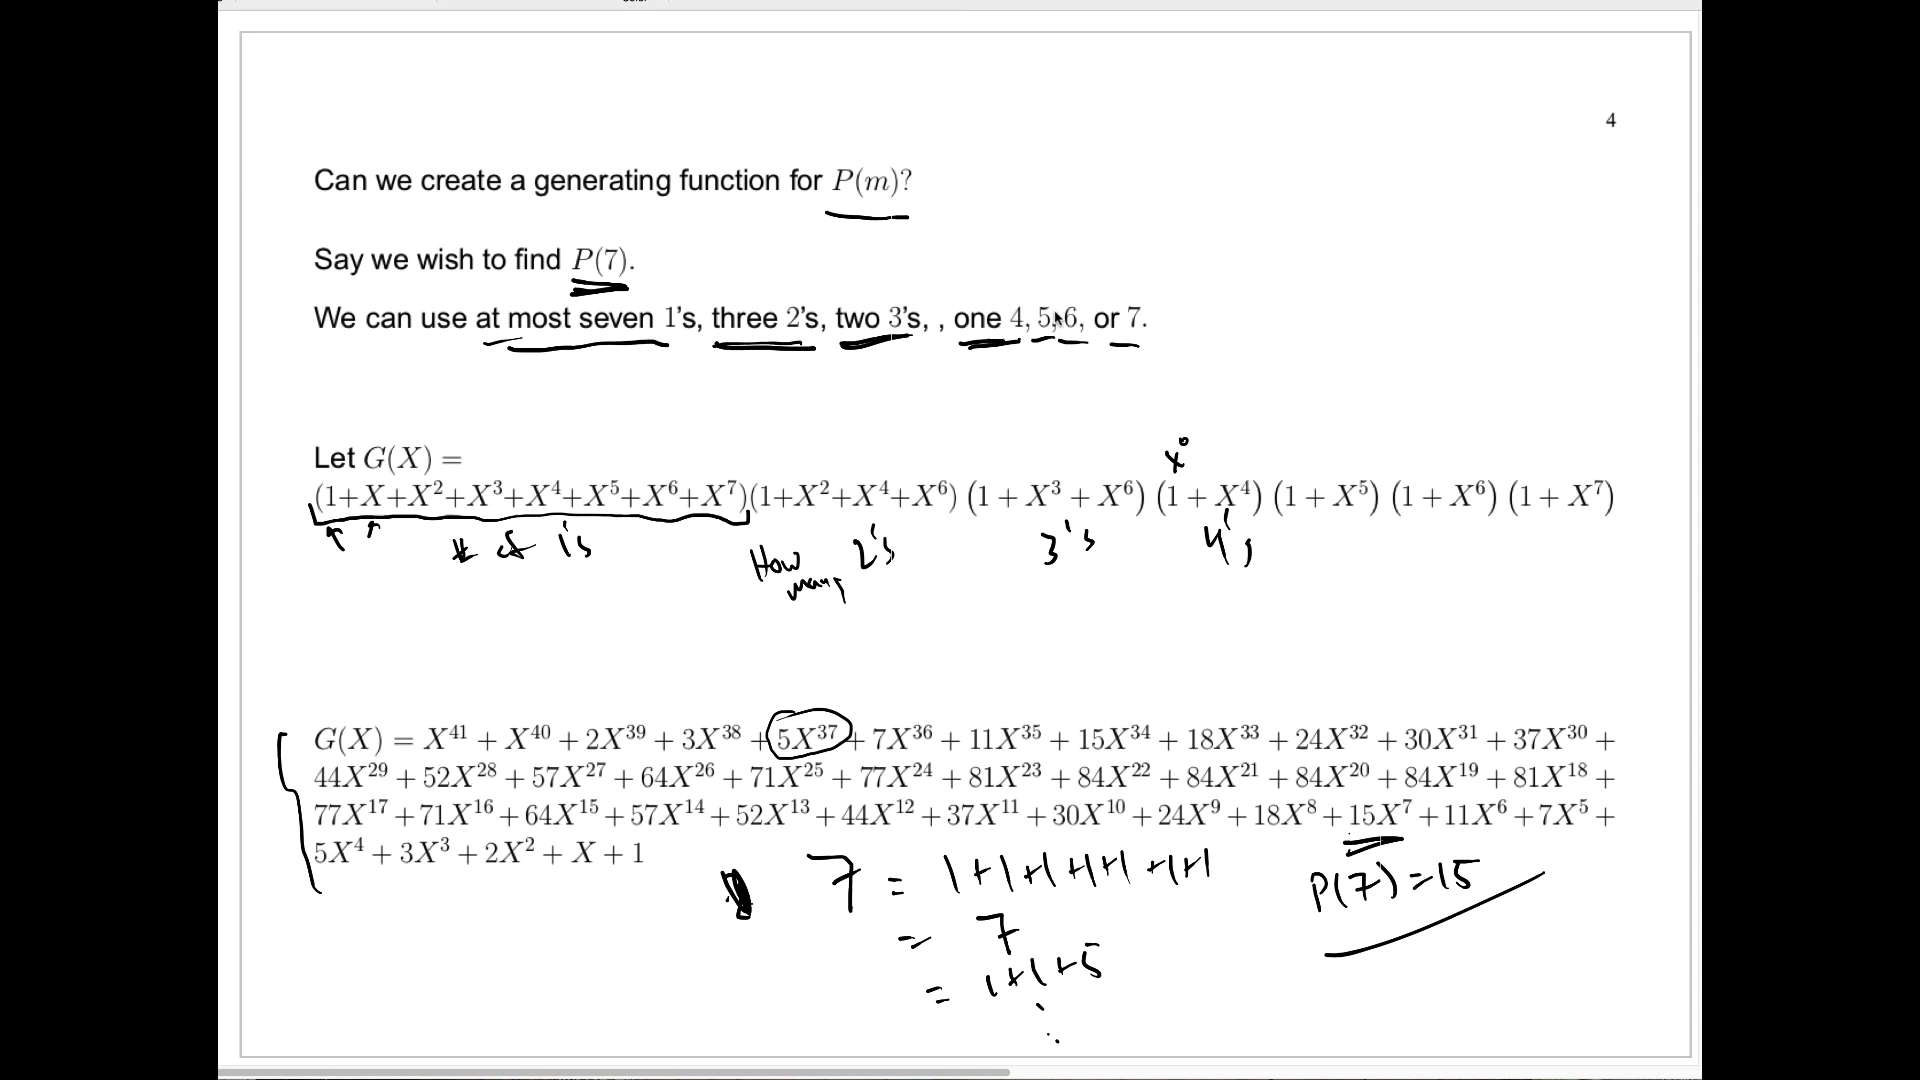 4
Can we create a generating function for P(m)?
Say we wish to find P(7).
We can use at most seven 1's, three 2's, two 3's, , one 4, 5, 6, or 7.
x⁰
Let G(X) =
(1+X+X²+X³+X⁴+X⁵+X⁶+X⁷)(1+X²+X⁴+X⁶) (1 + X³ + X⁶) (1 + X⁴) (1 + X⁵) (1 + X⁶) (1 + X⁷)
# of 1's How many 2's 3's 4's
G(X) = X⁴¹ + X⁴⁰ + 2X³⁹ + 3X³⁸ + 5X³⁷ + 7X³⁶ + 11X³⁵ + 15X³⁴ + 18X³³ + 24X³² + 30X³¹ + 37X³⁰ +
44X²⁹ + 52X²⁸ + 57X²⁷ + 64X²⁶ + 71X²⁵ + 77X²⁴ + 81X²³ + 84X²² + 84X²¹ + 84X²⁰ + 84X¹⁹ + 81X¹⁸ +
77X¹⁷ + 71X¹⁶ + 64X¹⁵ + 57X¹⁴ + 52X¹³ + 44X¹² + 37X¹¹ + 30X¹⁰ + 24X⁹ + 18X⁸ + 15X⁷ + 11X⁶ + 7X⁵ +
5X⁴ + 3X³ + 2X² + X + 1
7 = 1+1+1+1+1+1+1
P(7) = 15
= 7
= 1+1+5